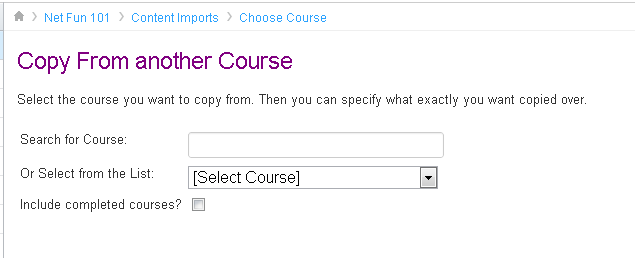 Net Fun 101 > Content Imports > Choose Course
Copy From another Course
Select the course you want to copy from. Then you can specify what exactly you want copied over.
Search for Course:
Or Select from the List: [Select Course]
Include completed courses?